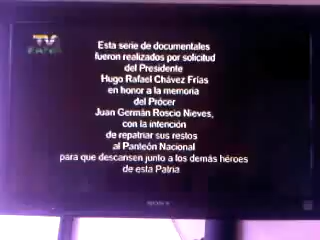 TV
Esta serie de documentales
fueron realizados por solicitud
del Presidente
Hugo Rafael Chávez Frías
en honor a la memoria
del Prócer
Juan Germán Roscio Nieves,
con la intención
de repatriar sus restos
al Panteón Nacional
para que descansen junto a los demás héroes
de esta Patria
SONY